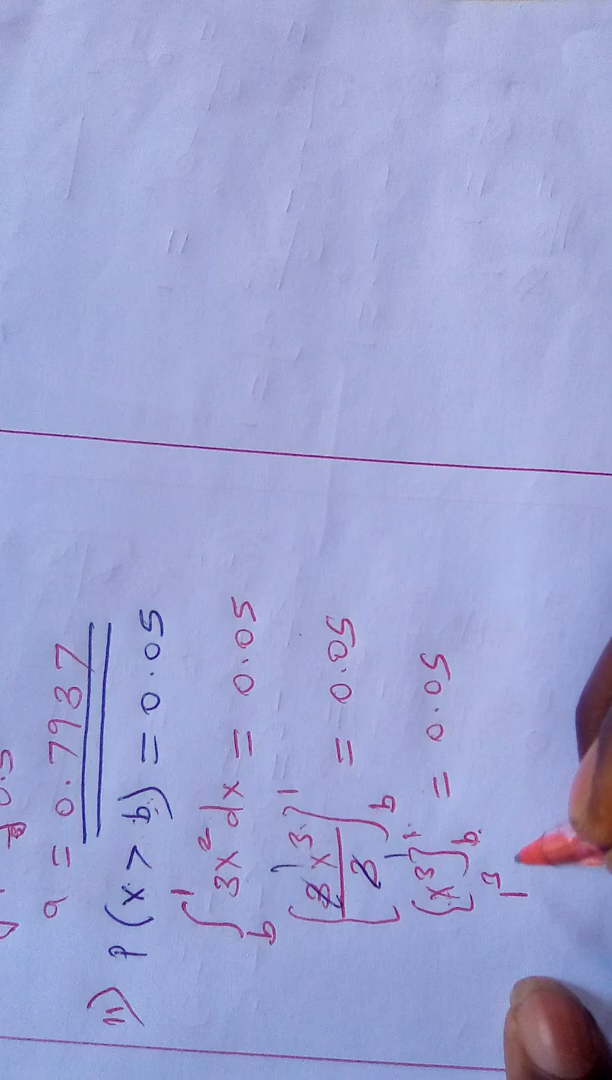 a = 0.7937
11) P(x > b) = 0.05
∫_b^1 3x² dx = 0.05
[3x³/3]_b^1 = 0.05
[x³]_b^1 = 0.05
1³